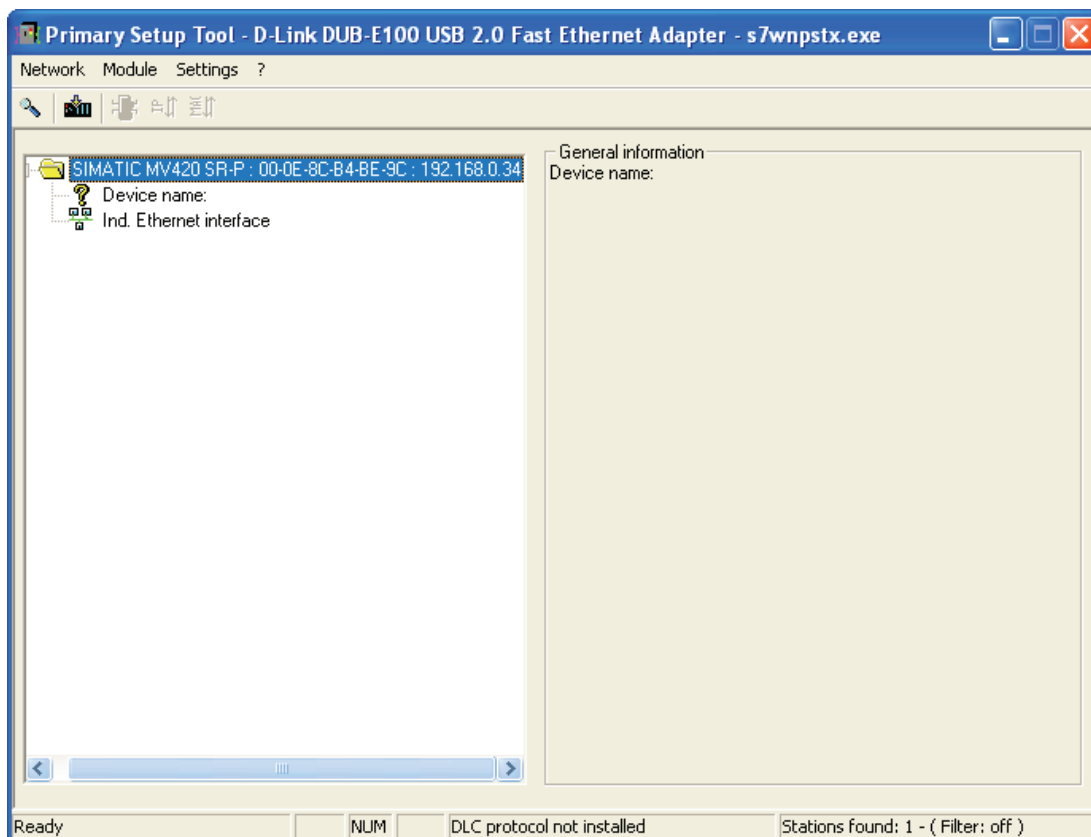 Primary Setup Tool - D-Link DUB-E100 USB 2.0 Fast Ethernet Adapter - s7wnpstx.exe
Network Module Settings ?
SIMATIC MV420 SR-P : 00-0E-8C-B4-BE-9C : 192.168.0.34
Device name:
Ind. Ethernet interface
General information
Device name:
Ready NUM DLC protocol not installed Stations found: 1 - ( Filter: off )